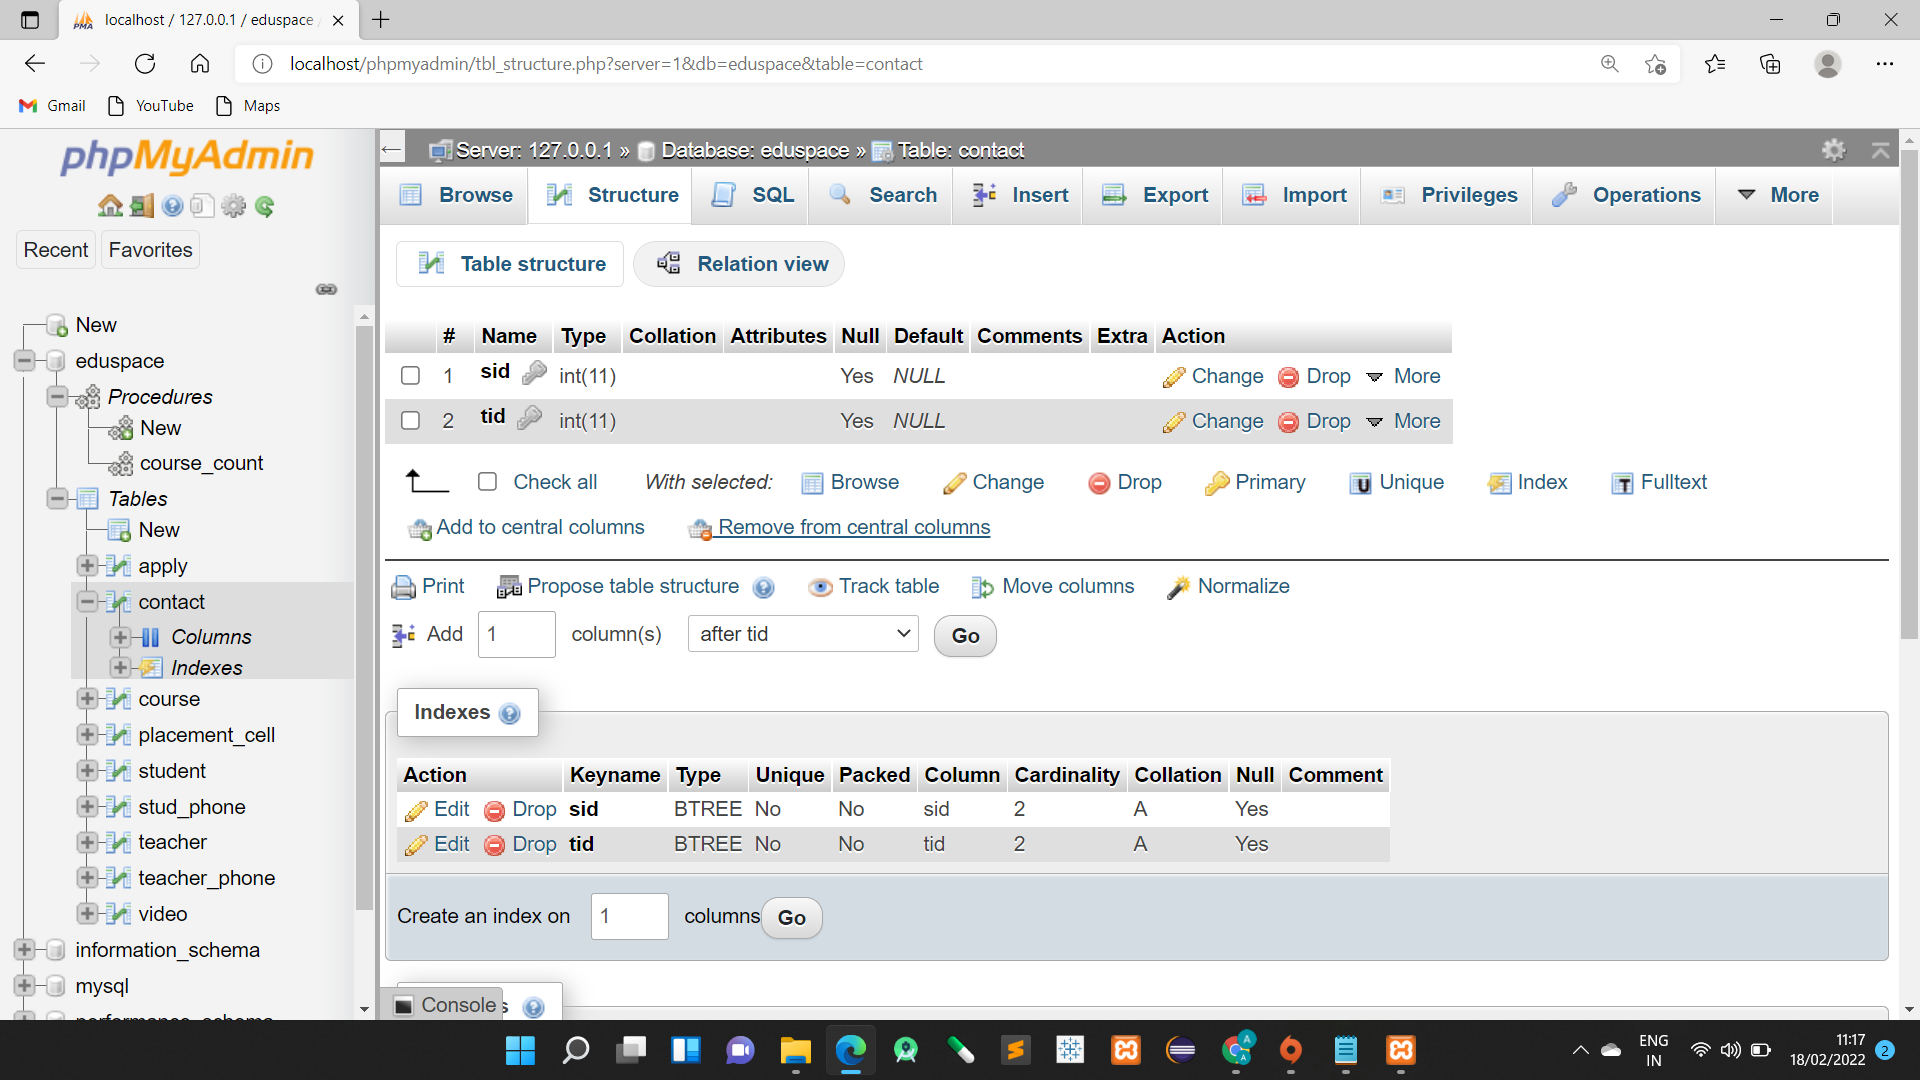 localhost / 127.0.0.1 / eduspace
localhost/phpmyadmin/tbl_structure.php?server=1&db=eduspace&table=contact
Gmail YouTube Maps
phpMyAdmin
Recent Favorites
New
eduspace
Procedures
New
course_count
Tables
New
apply
contact
Columns
Indexes
course
placement_cell
student
stud_phone
teacher
teacher_phone
video
information_schema
mysql
performance_schema
Server: 127.0.0.1 » Database: eduspace » Table: contact
Browse Structure SQL Search Insert Export Import Privileges Operations More
Table structure Relation view
# Name Type Collation Attributes Null Default Comments Extra Action
1 sid int(11) Yes NULL Change Drop More
2 tid int(11) Yes NULL Change Drop More
Check all With selected: Browse Change Drop Primary Unique Index Fulltext
Add to central columns Remove from central columns
Print Propose table structure Track table Move columns Normalize
Add 1 column(s) after tid Go
Indexes
Action Keyname Type Unique Packed Column Cardinality Collation Null Comment
Edit Drop sid BTREE No No sid 2 A Yes
Edit Drop tid BTREE No No tid 2 A Yes
Create an index on 1 columns Go
Console s
ENG
IN
11:17
18/02/2022
2